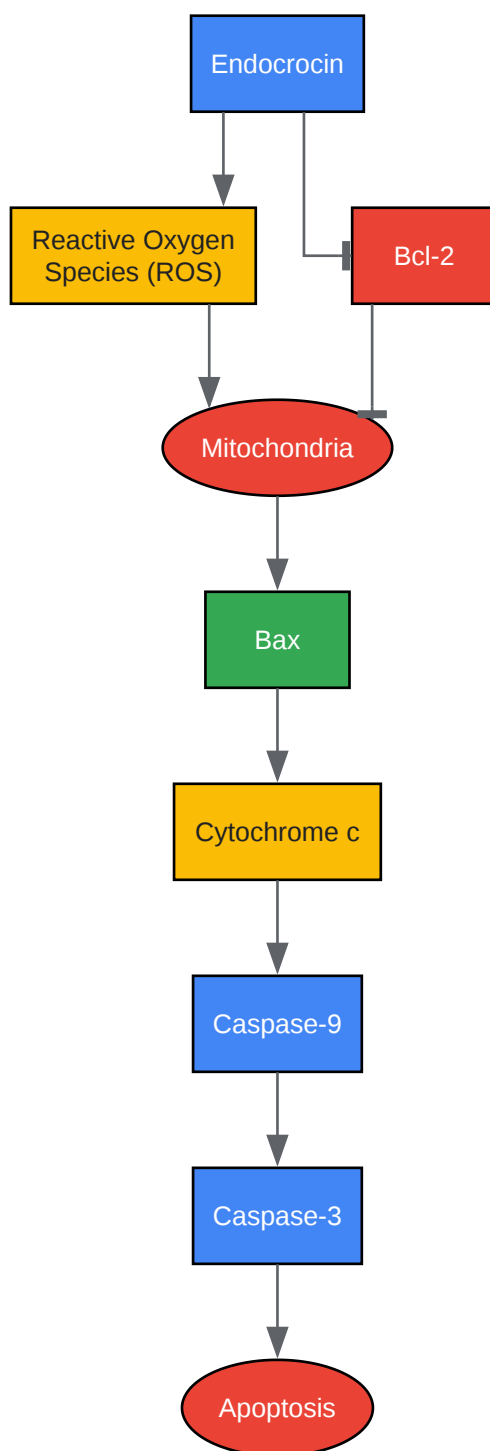 Endocrocin
Reactive Oxygen
Species (ROS)
Bcl-2
Mitochondria
Bax
Cytochrome c
Caspase-9
Caspase-3
Apoptosis